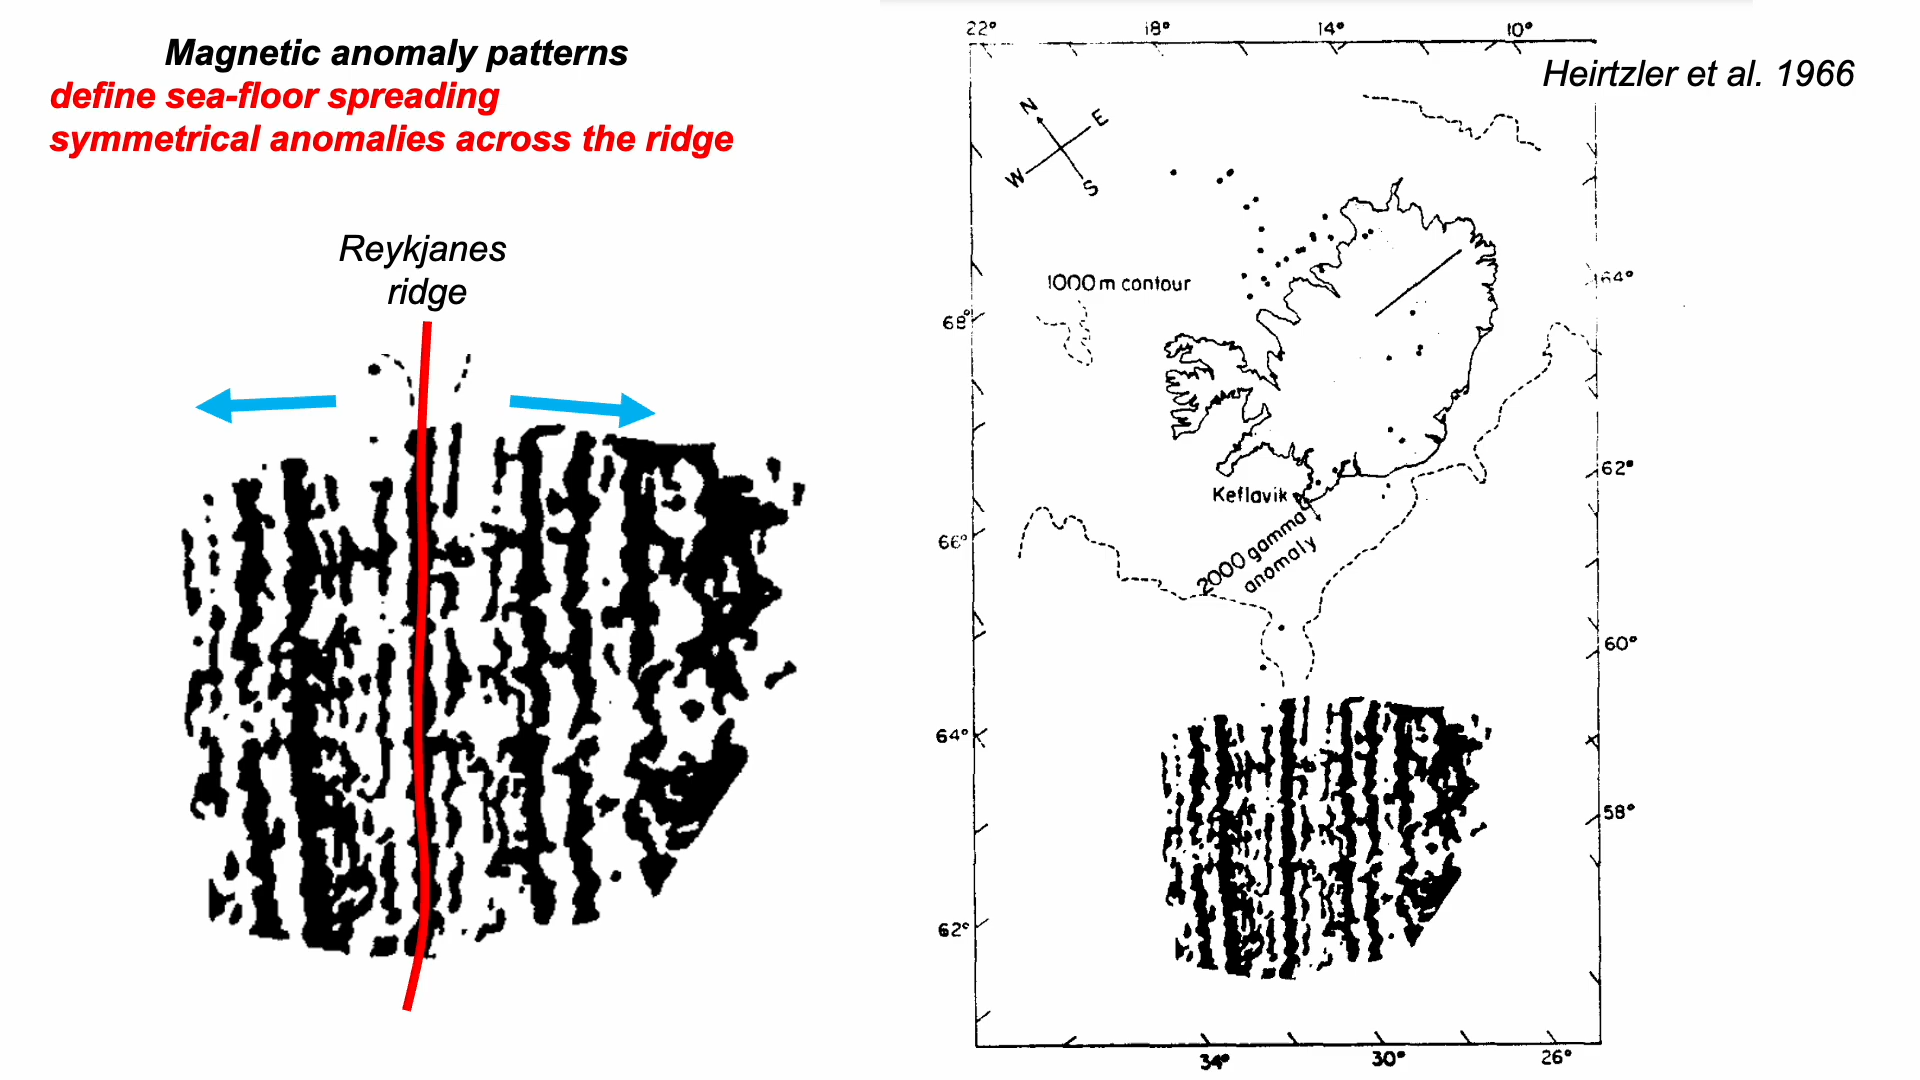 Magnetic anomaly patterns
define sea-floor spreading
symmetrical anomalies across the ridge
Reykjanes
ridge
Heirtzler et al. 1966
22°
18°
14°
10°
N
E
W
S
1000 m contour
64°
68°
62°
Keflavik
2000 gamma
anomaly
66°
60°
64°
58°
62°
34°
30°
26°